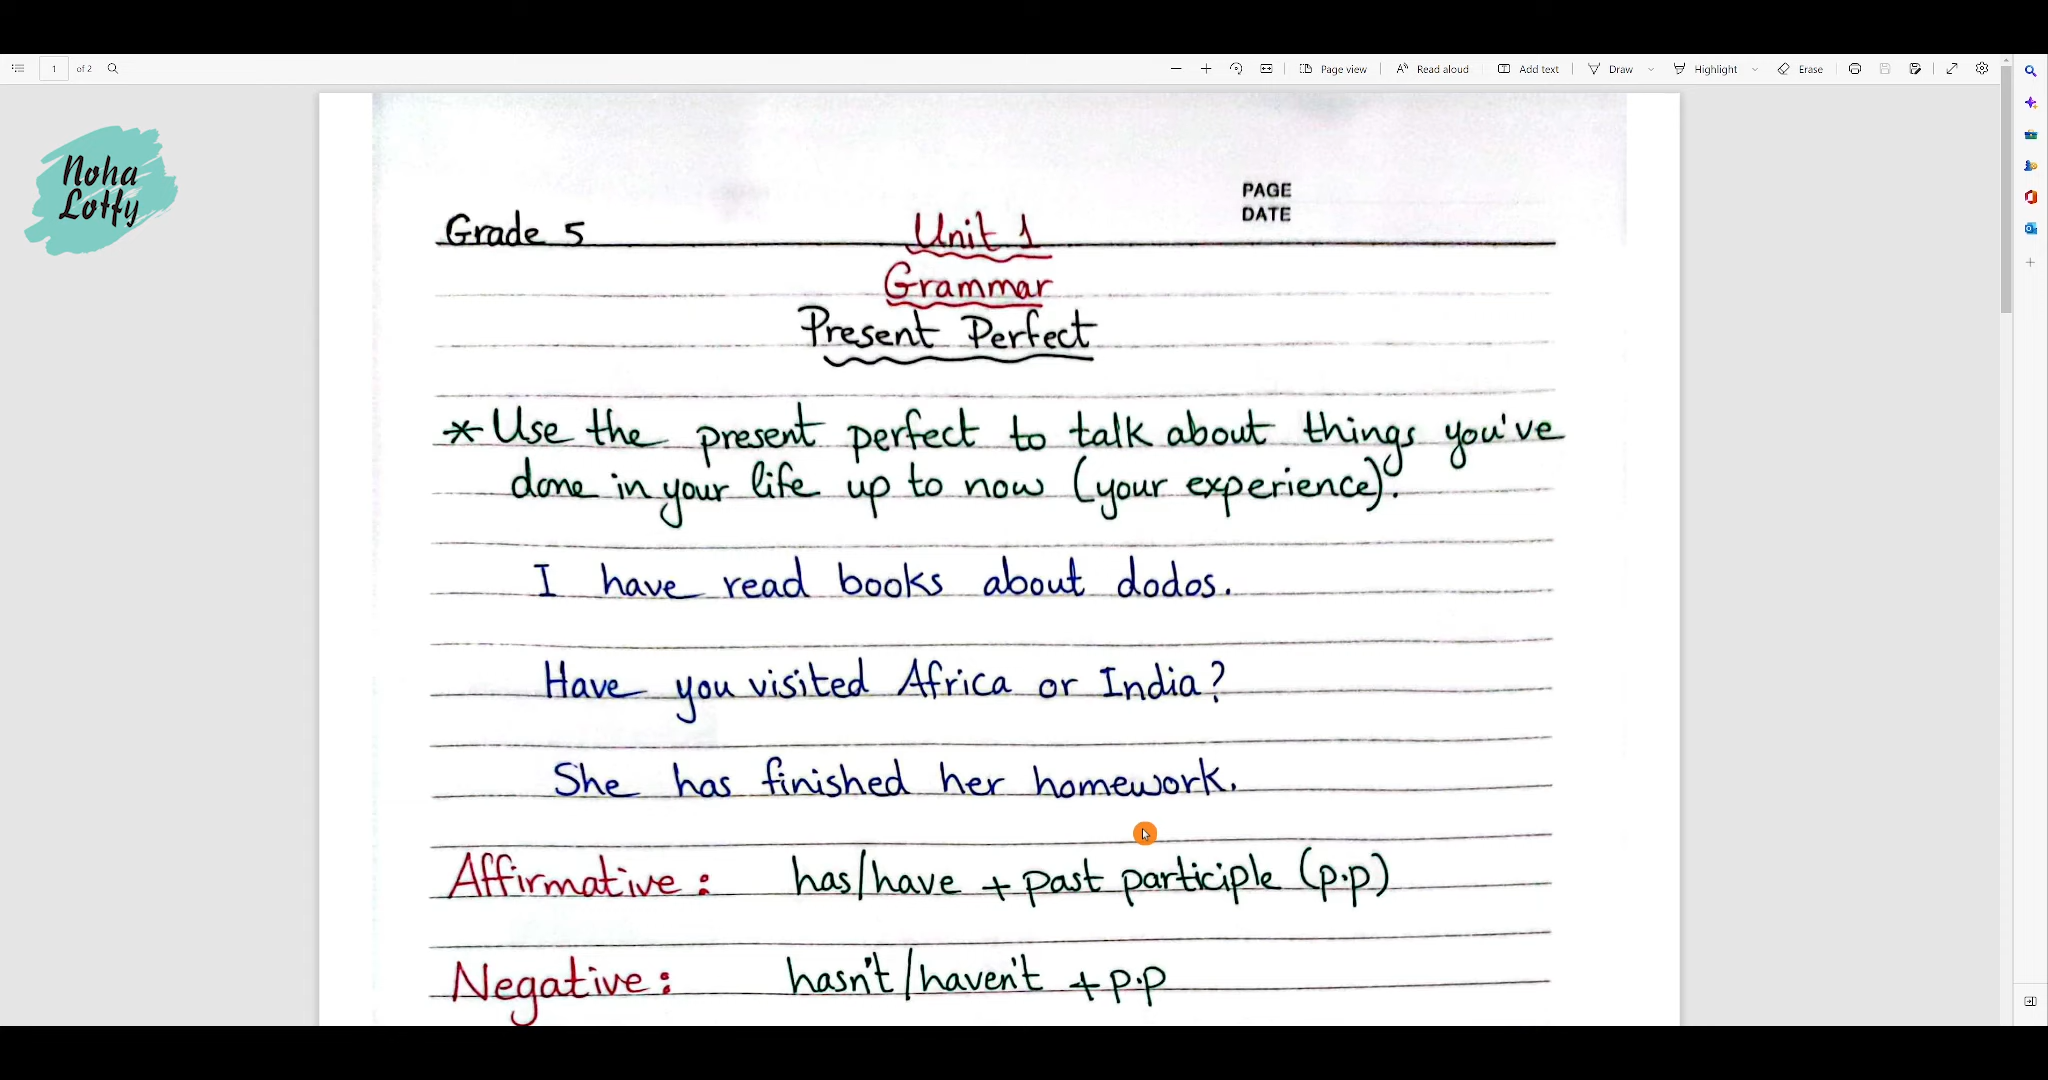 1 of 2 Page view Read aloud Add text Draw Highlight Erase
Noha
Lotfy
PAGE
DATE
Grade 5 Unit 1
Grammar
Present Perfect
* Use the present perfect to talk about things you've
done in your life up to now (your experience).
I have read books about dodos.
Have you visited Africa or India?
She has finished her homework.
Affirmative: has/have + past participle (p.p)
Negative: hasn't/haven't + p.p